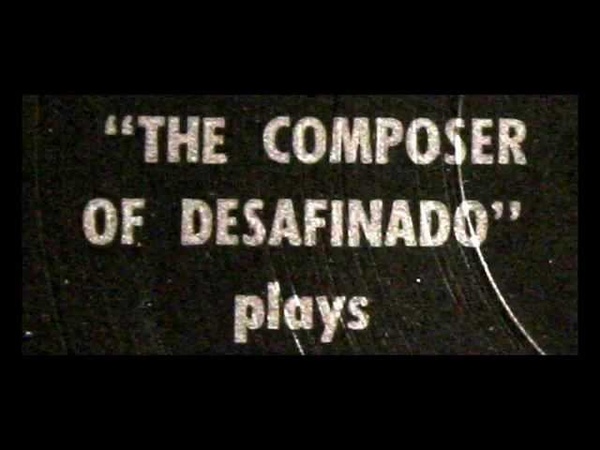 “THE COMPOSER
OF DESAFINADO”
plays